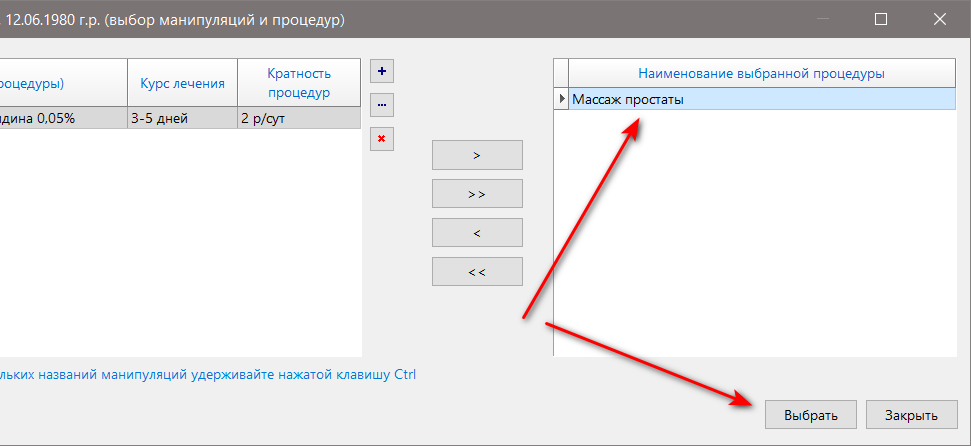 12.06.1980 г.р. (выбор манипуляций и процедур)
роцедуры)
Курс лечения
Кратность
процедур
дина 0,05%
3-5 дней
2 р/сут
+
...
>
>>
<
<<
Наименование выбранной процедуры
Массаж простаты
льких названий манипуляций удерживайте нажатой клавишу Ctrl
Выбрать
Закрыть